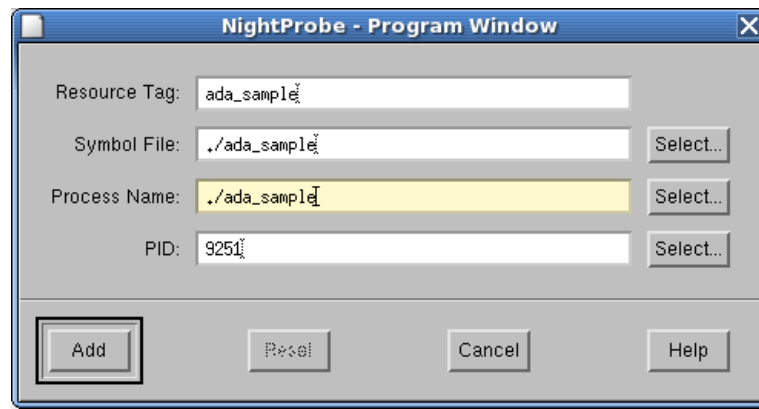 NightProbe - Program Window
Resource Tag: ada_sample
Symbol File: ./ada_sample Select...
Process Name: ./ada_sample Select...
PID: 9251 Select...
Add Reset Cancel Help